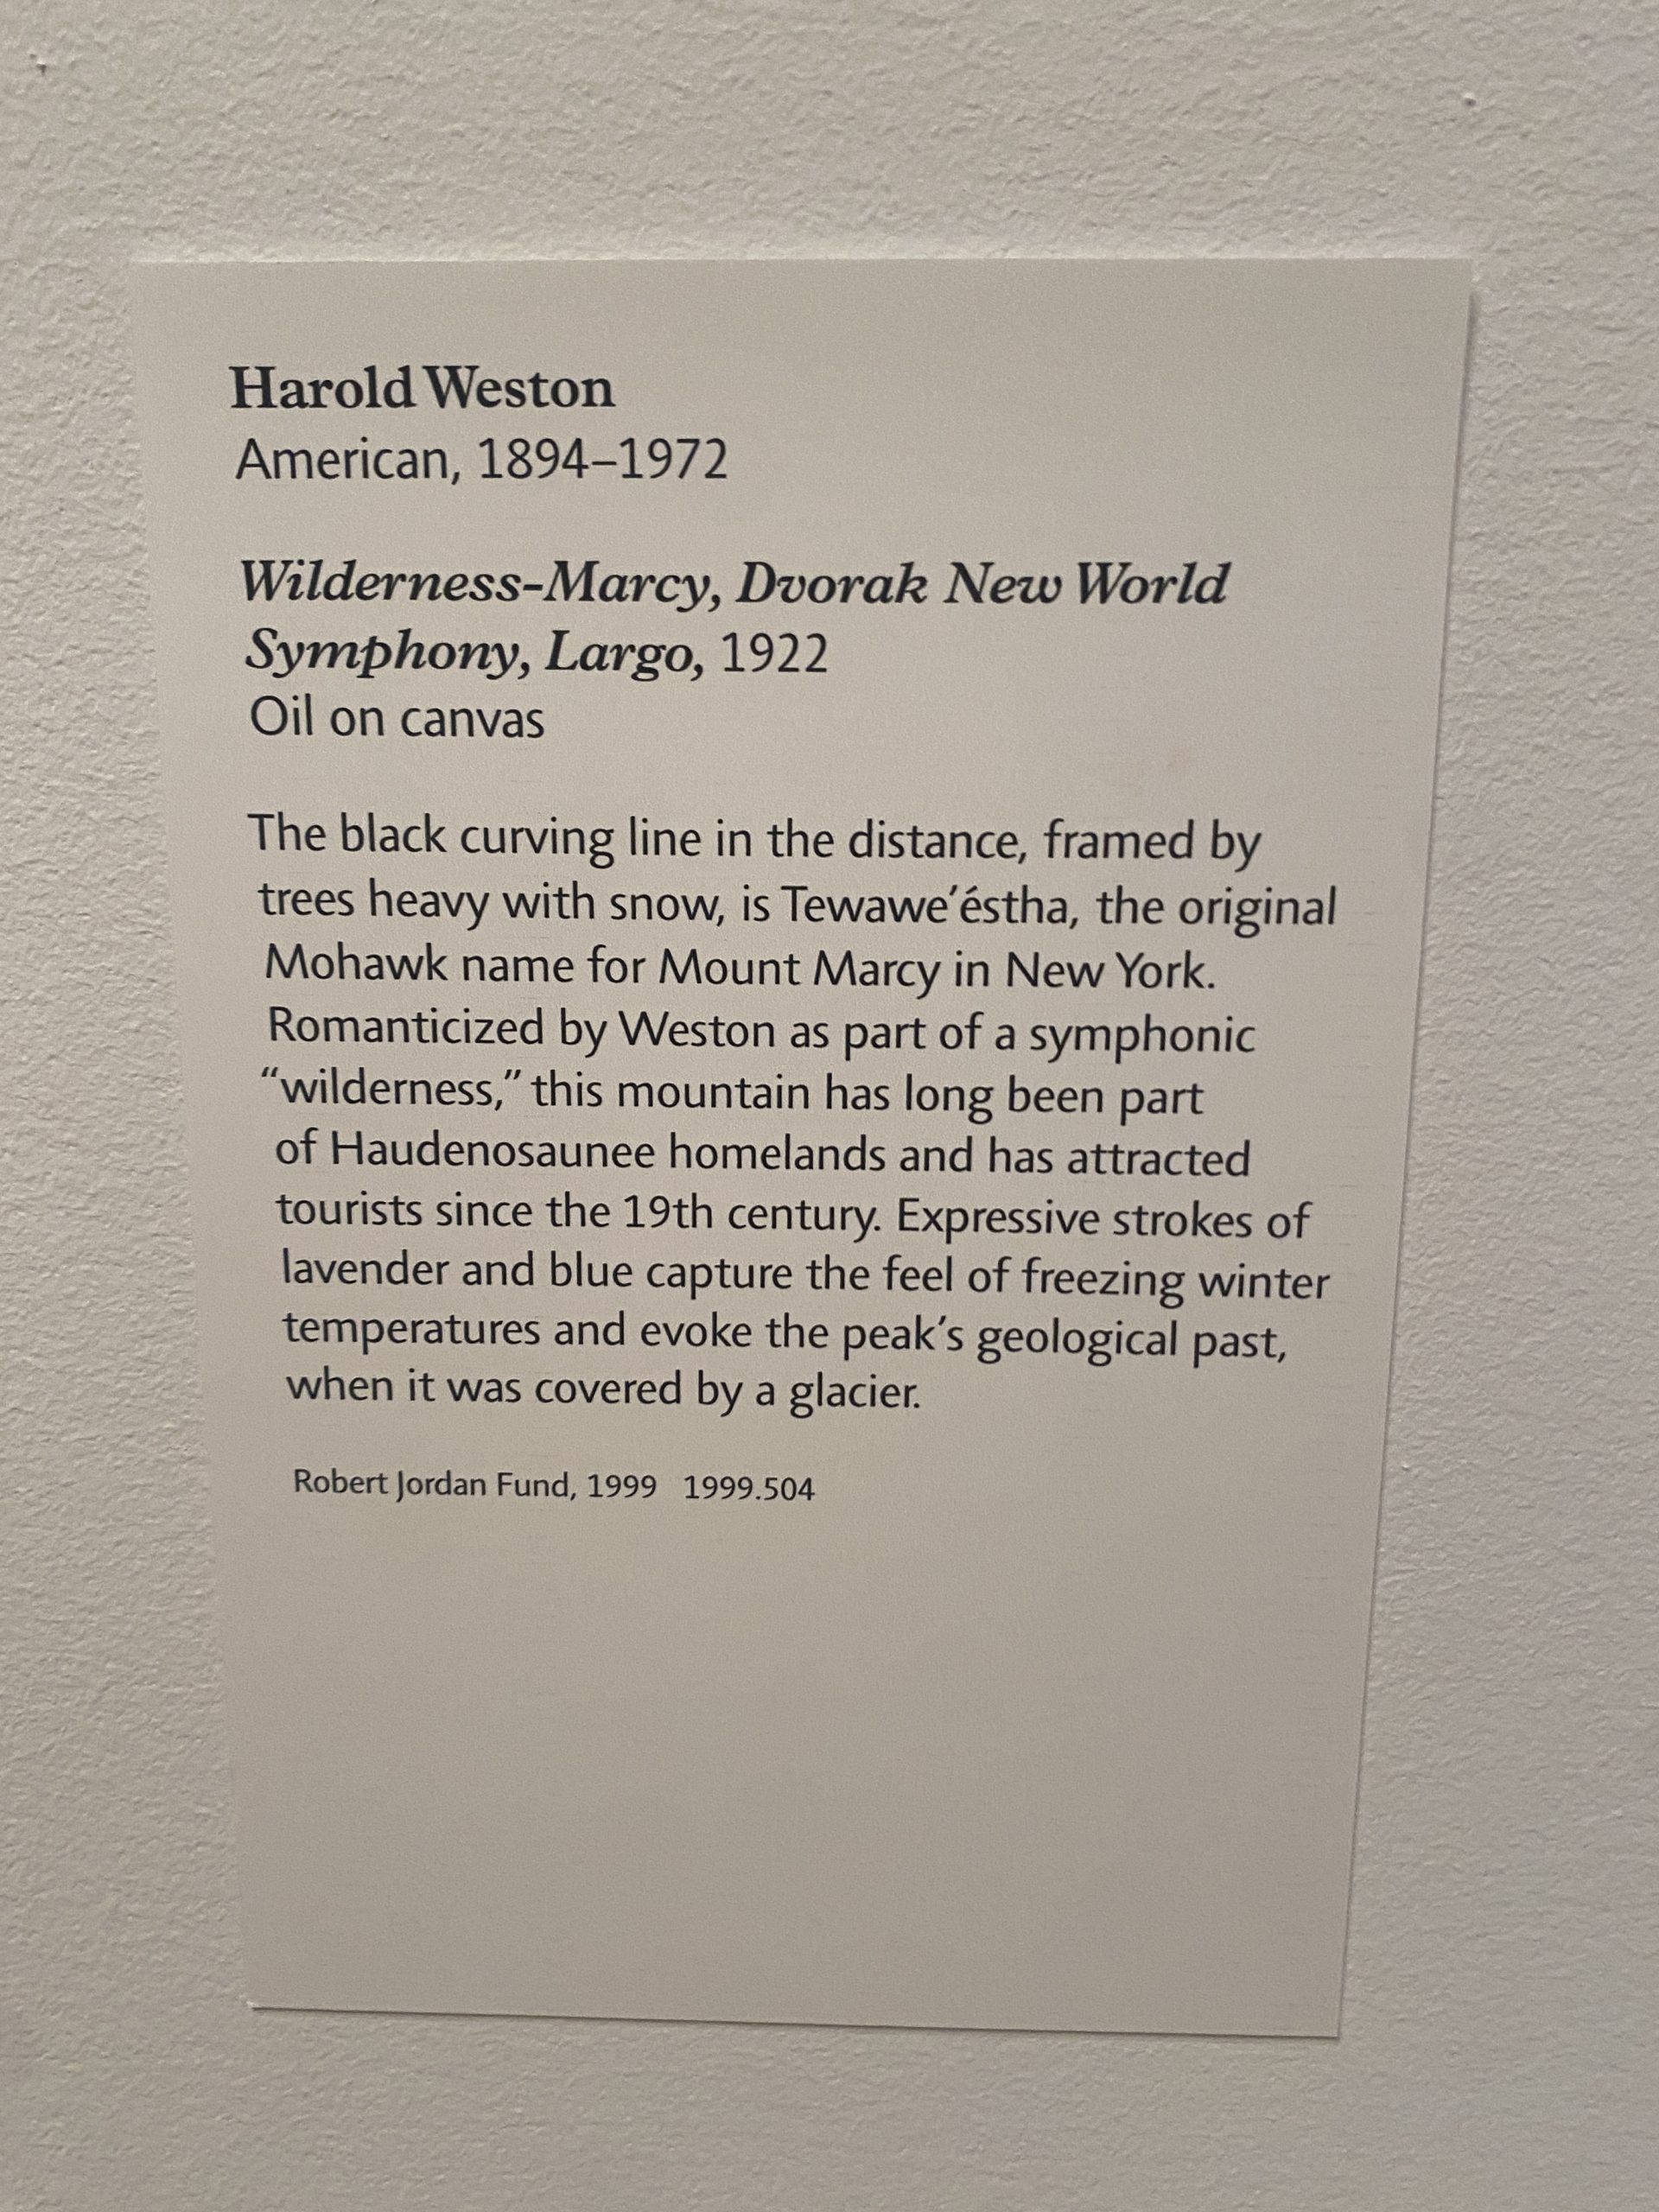 Harold Weston
American, 1894–1972
Wilderness-Marcy, Dvorak New World
Symphony, Largo, 1922
Oil on canvas
The black curving line in the distance, framed by
trees heavy with snow, is Tewawe’éstha, the original
Mohawk name for Mount Marcy in New York.
Romanticized by Weston as part of a symphonic
“wilderness,” this mountain has long been part
of Haudenosaunee homelands and has attracted
tourists since the 19th century. Expressive strokes of
lavender and blue capture the feel of freezing winter
temperatures and evoke the peak’s geological past,
when it was covered by a glacier.
Robert Jordan Fund, 1999 1999.504